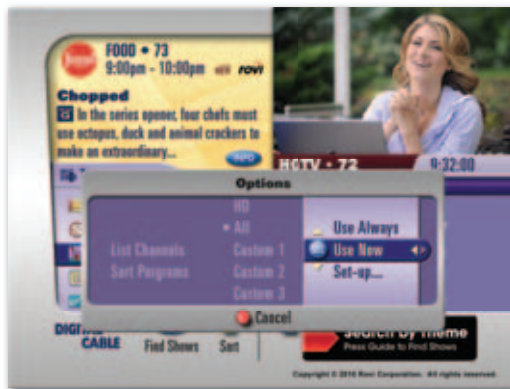 FOOD • 73
9:00pm - 10:00pm NEW rovi
Chopped
In the series opener, four chefs must
use octopus, duck and animal crackers to
make an extraordinary...
INFO
HGTV • 72 9:32:00
Options
HD
• All
List Channels Custom 1
Sort Porgrams Custom 2
Custom 3
Use Always
Use Now
Set-up...
Cancel
DIGITAL
CABLE
Find Shows
Sort
Search By Theme
Press Guide to Find Shows
Copyright © 2010 Rovi Corporation. All rights reserved.